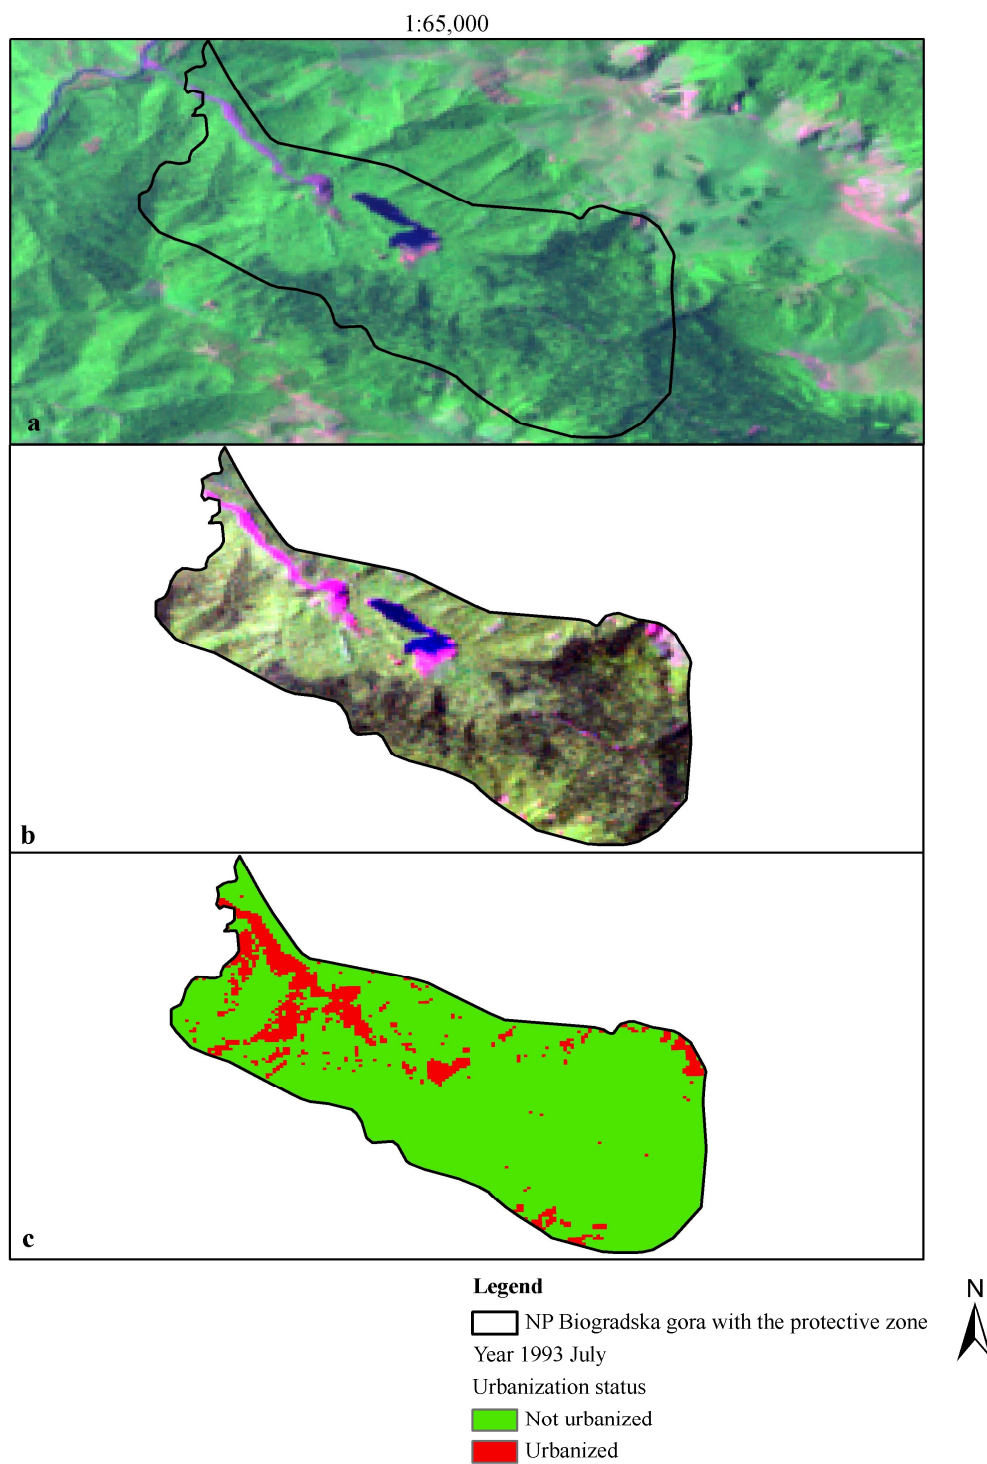 1:65,000
a
b
c
Legend
N
NP Biogradska gora with the protective zone
Year 1993 July
Urbanization status
Not urbanized
Urbanized